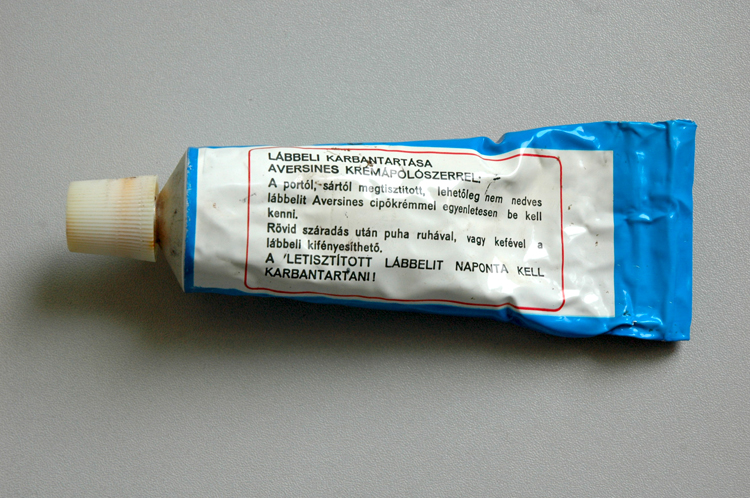 LÁBBELI KARBANTARTÁSA
AVERSINES KRÉMÁPOLÓSZERREL:
A portól, sártól megtisztított, lehetőleg nem nedves
lábbelit Aversines cipőkrémmel egyenletesen be kell
kenni.
Rövid száradás után puha ruhával, vagy kefével a
lábbeli kifényesíthető.
A LETISZTÍTOTT LÁBBELIT NAPONTA KELL
KARBANTARTANI!